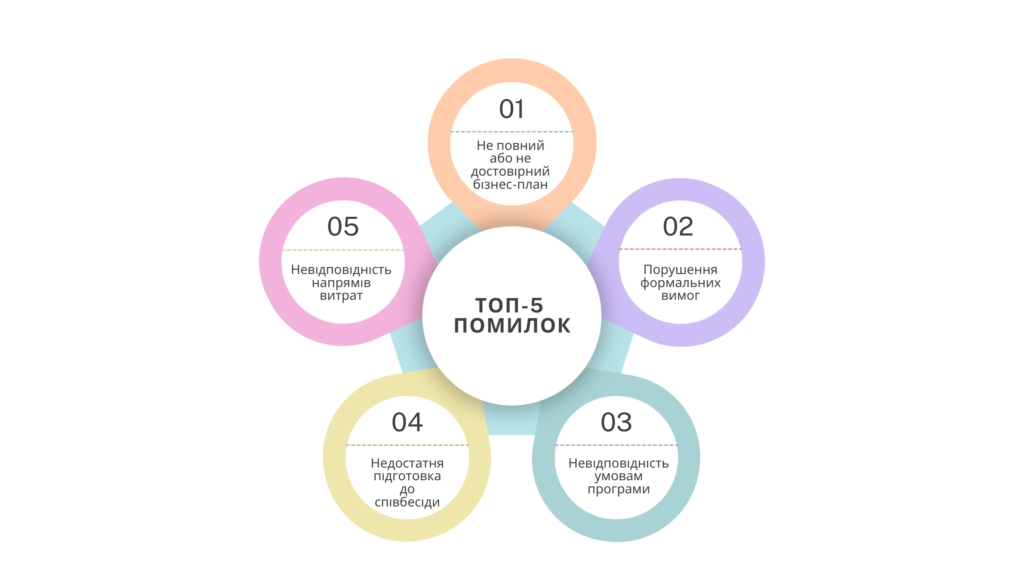 ТОП-5
ПОМИЛОК
01
Не повний
або не
достовірний
бізнес-план
02
Порушення
формальних
вимог
03
Невідповідність
умовам
програми
04
Недостатня
підготовка
до
співбесіди
05
Невідповідність
напрямів
витрат